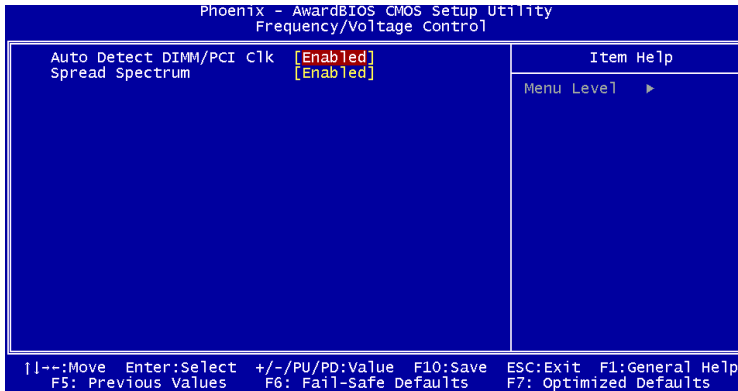 Phoenix - AwardBIOS CMOS Setup Utility
Frequency/Voltage Control
Auto Detect DIMM/PCI Clk [Enabled]
Spread Spectrum [Enabled]
Item Help
Menu Level ►
↑↓→←:Move Enter:Select +/-/PU/PD:Value F10:Save ESC:Exit F1:General Help
F5: Previous Values F6: Fail-Safe Defaults F7: Optimized Defaults